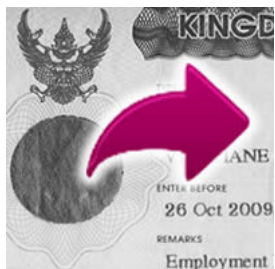 KINGD
ANE
ENTER BEFORE
26 Oct 2009
REMARKS
Employment